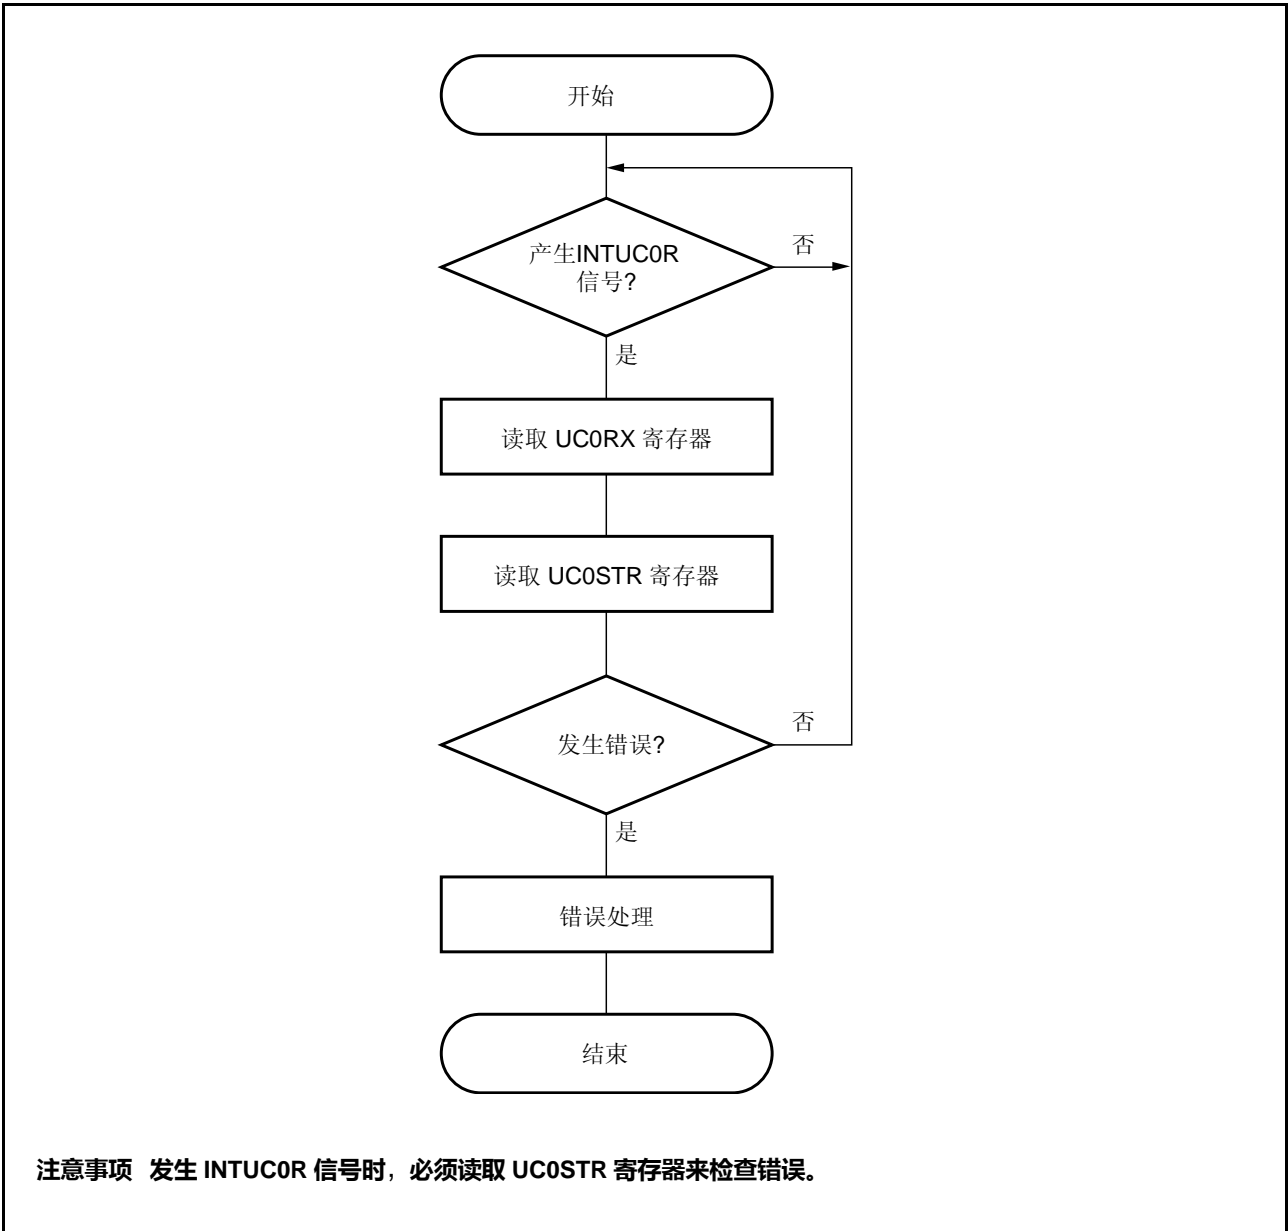 开始
产生INTUC0R
信号?
否
是
读取 UC0RX 寄存器
读取 UC0STR 寄存器
发生错误?
否
是
错误处理
结束
注意事项 发生 INTUC0R 信号时，必须读取 UC0STR 寄存器来检查错误。